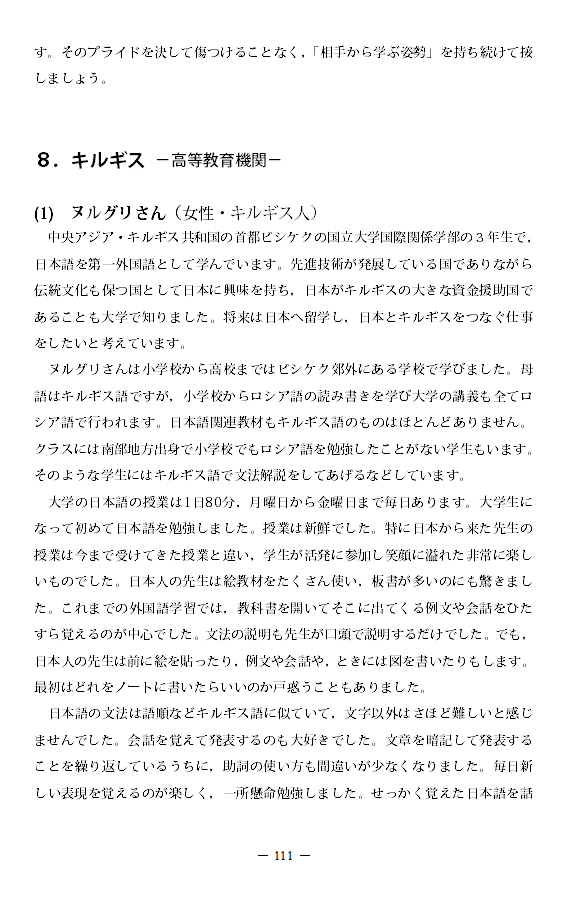 す。そのプライドを決して傷つけることなく,「相手から学ぶ姿勢」を持ち続けて接
しましょう。
8．キルギス －高等教育機関－
(1) ヌルグリさん（女性・キルギス人）
中央アジア・キルギス共和国の首都ビシケクの国立大学国際関係学部の３年生で,
日本語を第一外国語として学んでいます。先進技術が発展している国でありながら
伝統文化も保つ国として日本に興味を持ち, 日本がキルギスの大きな資金援助国で
あることも大学で知りました。将来は日本へ留学し, 日本とキルギスをつなぐ仕事
をしたいと考えています。
ヌルグリさんは小学校から高校まではビシケク郊外にある学校で学びました。母
語はキルギス語ですが, 小学校からロシア語の読み書きを学び大学の講義も全てロ
シア語で行われます。日本語関連教材もキルギス語のものはほとんどありません。
クラスには南部地方出身で小学校でもロシア語を勉強したことがない学生もいます。
そのような学生にはキルギス語で文法解説をしてあげるなどしています。
大学の日本語の授業は1日80分, 月曜日から金曜日まで毎日あります。大学生に
なって初めて日本語を勉強しました。授業は新鮮でした。特に日本から来た先生の
授業は今まで受けてきた授業と違い, 学生が活発に参加し笑顔に溢れた非常に楽し
いものでした。日本人の先生は絵教材をたくさん使い, 板書が多いのにも驚きまし
た。これまでの外国語学習では, 教科書を開いてそこに出てくる例文や会話をひた
すら覚えるのが中心でした。文法の説明も先生が口頭で説明するだけでした。でも,
日本人の先生は前に絵を貼ったり, 例文や会話や, ときには図を書いたりもします。
最初はどれをノートに書いたらいいのか戸惑うこともありました。
日本語の文法は語順などキルギス語に似ていて, 文字以外はさほど難しいと感じ
ませんでした。会話を覚えて発表するのも大好きでした。文章を暗記して発表する
ことを繰り返しているうちに, 助詞の使い方も間違いが少なくなりました。毎日新
しい表現を覚えるのが楽しく, 一所懸命勉強しました。せっかく覚えた日本語を話
－ 111 －